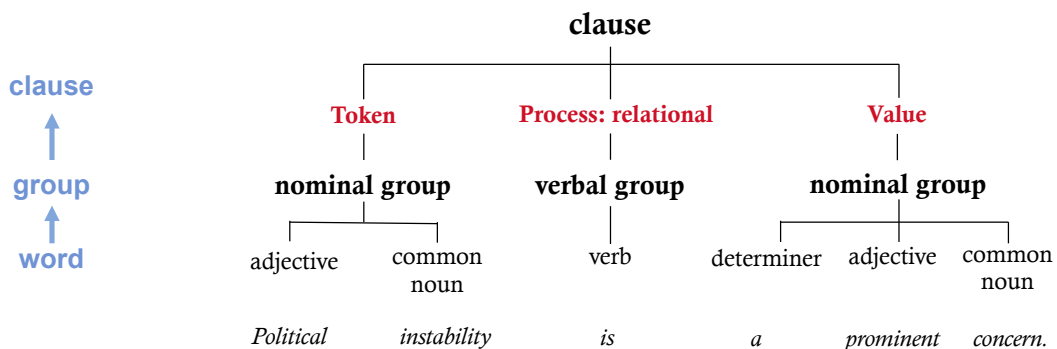 clause
clause
Token Process: relational Value
group
nominal group verbal group nominal group
word
adjective common noun verb determiner adjective common noun
Political instability is a prominent concern.